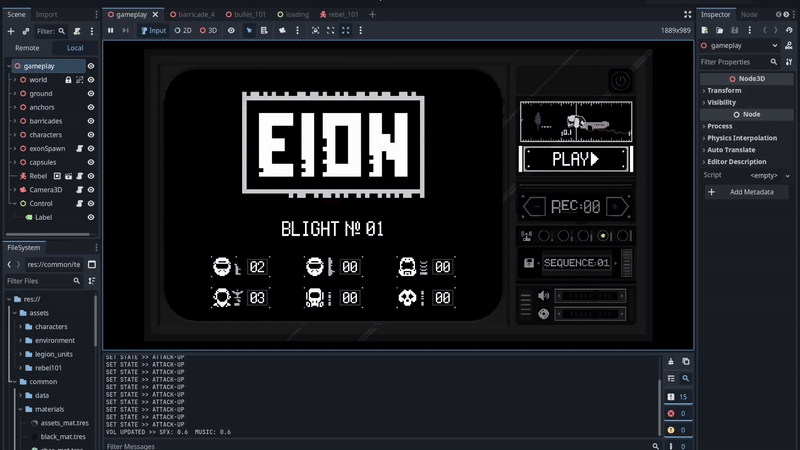 Scene Import
gameplay barricade_4 bullet_101 loading rebel_101
Inspector Node
Filter:
Input 2D 3D
1889x989
Remote Local
gameplay
world
ground
anchors
barricades
characters
exonSpawn
capsules
Rebel
Camera3D
Control
Label
FileSystem
res://common/te
Filter Files
res://
assets
characters
environment
legion_units
rebel101
common
data
materials
assets_mat.tres
black_mat.tres
EION
BLIGHT № 01
02 00 00
03 00 00
PLAY
REC:00
SEQUENCE:01
SET STATE >> ATTACK-UP
SET STATE >> ATTACK-UP
SET STATE >> ATTACK-UP
SET STATE >> ATTACK-UP
SET STATE >> ATTACK-UP
SET STATE >> ATTACK-UP
SET STATE >> ATTACK-UP
SET STATE >> ATTACK-UP
SET STATE >> ATTACK-UP
SET STATE >> ATTACK-UP
VOL UPDATED >> SFX: 0.6 MUSIC: 0.6
Filter Messages
15
0
0
0
gameplay
Filter Properties
Node3D
Transform
Visibility
Node
Process
Physics Interpolation
Auto Translate
Editor Description
Script <empty>
Add Metadata